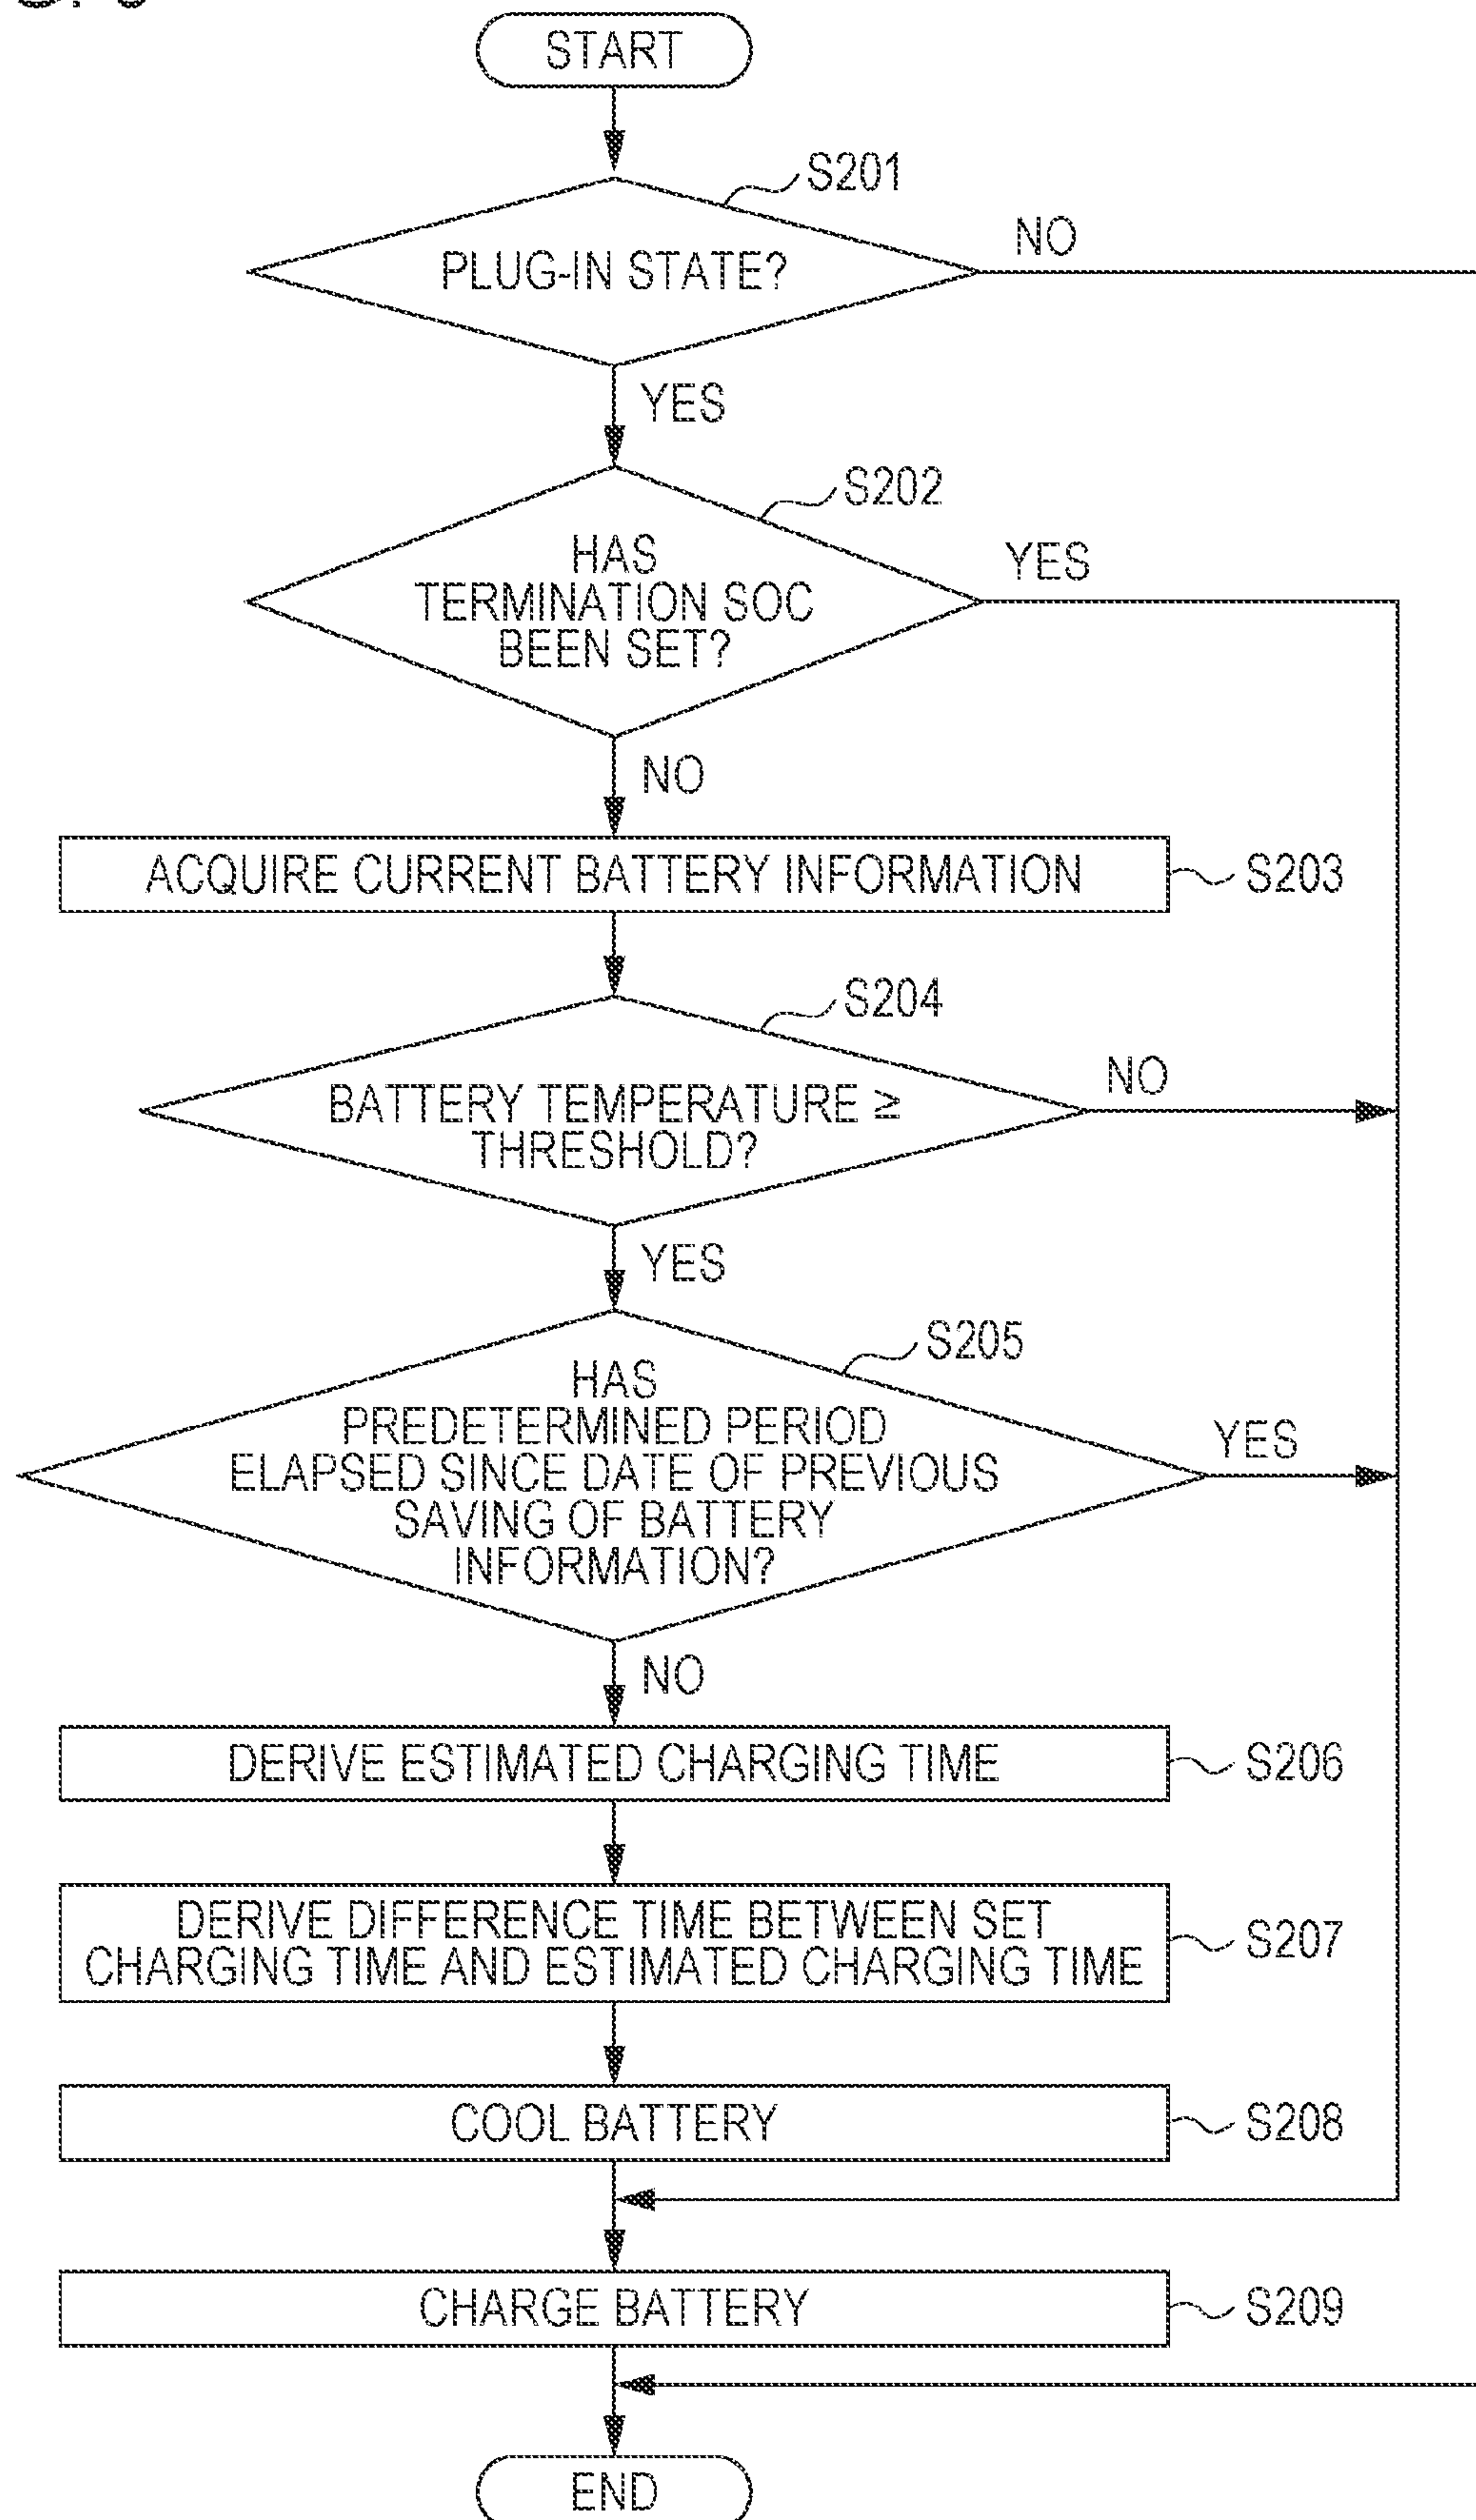 START
S201
PLUG-IN STATE?
NO
YES
S202
HAS
TERMINATION SOC
BEEN SET?
YES
NO
ACQUIRE CURRENT BATTERY INFORMATION
S203
S204
BATTERY TEMPERATURE ≥
THRESHOLD?
NO
YES
S205
HAS
PREDETERMINED PERIOD
ELAPSED SINCE DATE OF PREVIOUS
SAVING OF BATTERY
INFORMATION?
YES
NO
DERIVE ESTIMATED CHARGING TIME
S206
DERIVE DIFFERENCE TIME BETWEEN SET
CHARGING TIME AND ESTIMATED CHARGING TIME
S207
COOL BATTERY
S208
CHARGE BATTERY
S209
END